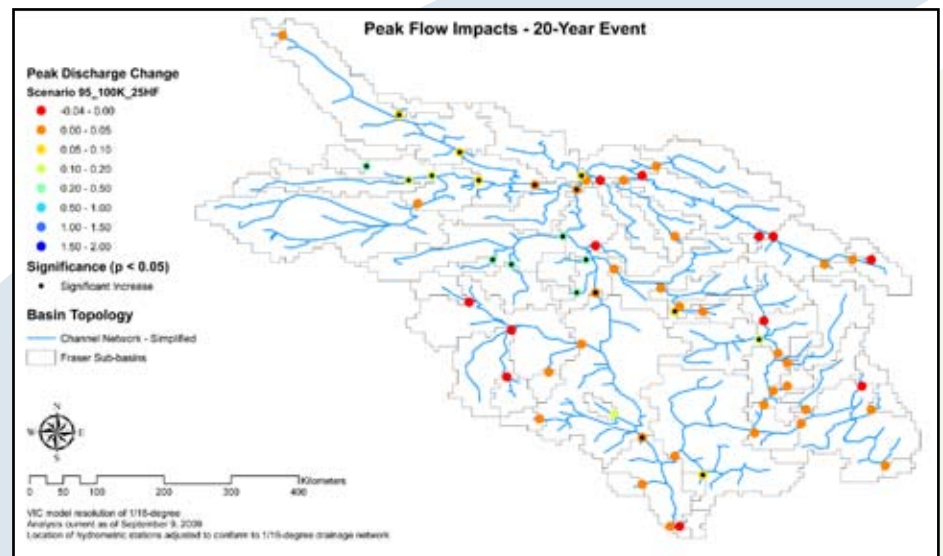 Peak Flow Impacts - 20-Year Event
Peak Discharge Change
Scenario 95_100K_25HF
-0.04 - 0.00
0.00 - 0.05
0.05 - 0.10
0.10 - 0.20
0.20 - 0.50
0.50 - 1.00
1.00 - 1.50
1.50 - 2.00
Significance (p < 0.05)
Significant Increase
Basin Topology
Channel Network - Simplified
Fraser Sub-basins
N
W E
S
Kilometers
0 50 100 200 300 400
VIC model resolution of 1/16-degree
Analysis current as of September 9, 2009
Location of hydrometric stations adjusted to conform to 1/16-degree drainage network